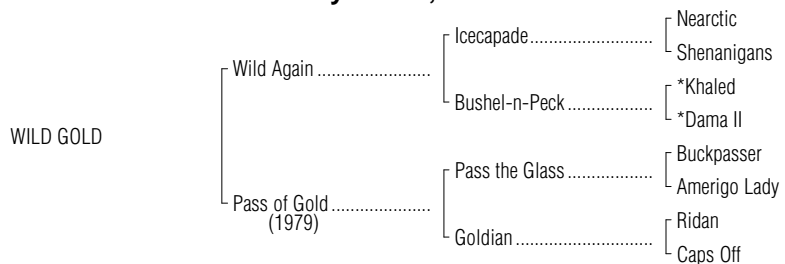 Nearctic
Icecapade
Shenanigans
Wild Again
*Khaled
Bushel-n-Peck
*Dama II
WILD GOLD
Buckpasser
Pass the Glass
Amerigo Lady
Pass of Gold
(1979)
Ridan
Goldian
Caps Off